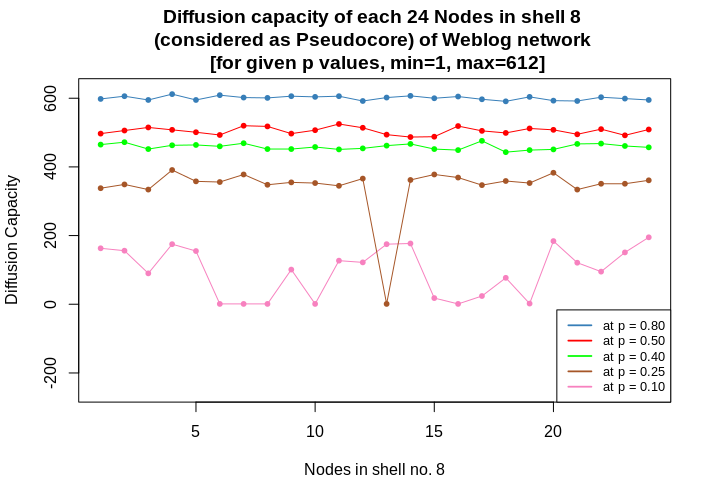 Diffusion capacity of each 24 Nodes in shell 8
(considered as Pseudocore) of Weblog network
[for given p values, min=1, max=612]
Diffusion Capacity
600
400
200
0
-200
5 10 15 20
Nodes in shell no. 8
at p = 0.80
at p = 0.50
at p = 0.40
at p = 0.25
at p = 0.10